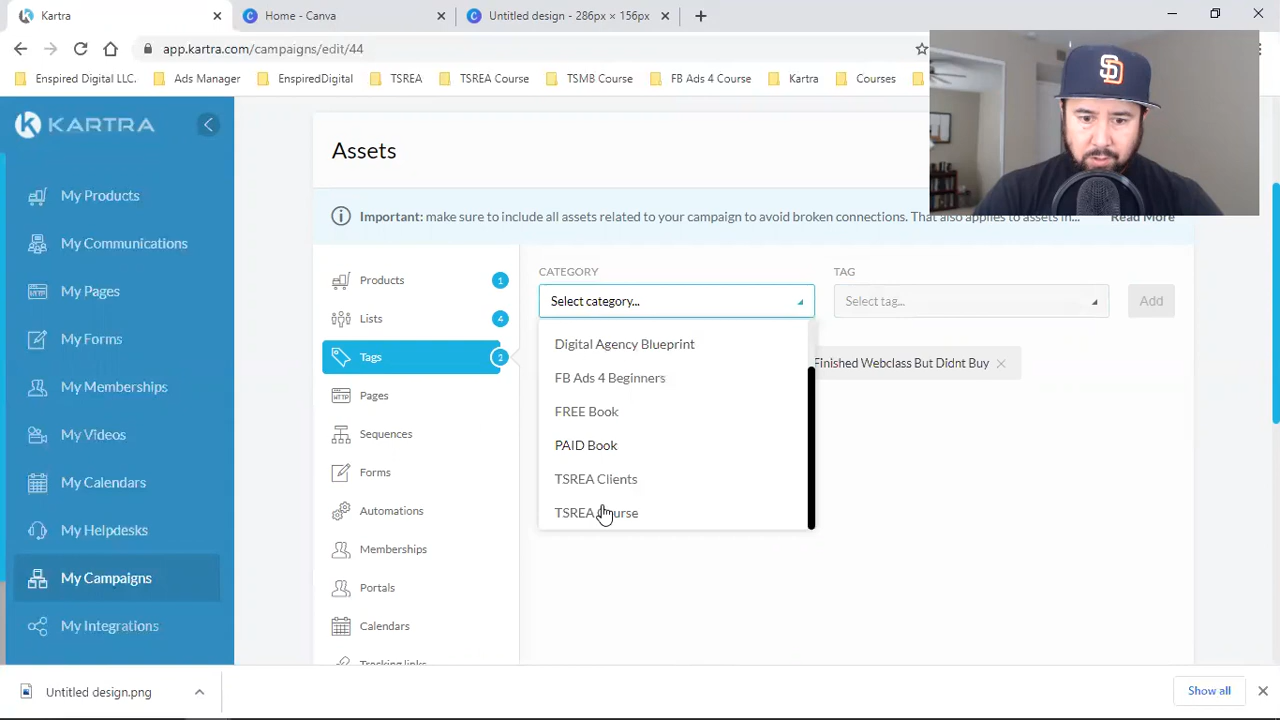 Kartra
Home - Canva
Untitled design - 286px × 156px
app.kartra.com/campaigns/edit/44
Enspired Digital LLC.
Ads Manager
EnspiredDigital
TSREA
TSREA Course
TSMB Course
FB Ads 4 Course
Kartra
Courses
KARTRA
My Products
My Communications
My Pages
My Forms
My Memberships
My Videos
My Calendars
My Helpdesks
My Campaigns
My Integrations
Assets
Important: make sure to include all assets related to your campaign to avoid broken connections. That also applies to assets in...
Read More
Products 1
Lists 4
Tags 2
Pages
Sequences
Forms
Automations
Memberships
Portals
Calendars
Tracking links
CATEGORY
Select category...
Digital Agency Blueprint
FB Ads 4 Beginners
FREE Book
PAID Book
TSREA Clients
TSREA
TAG
Select tag...
Add
Finished Webclass But Didnt Buy
Untitled design.png
Show all
SD